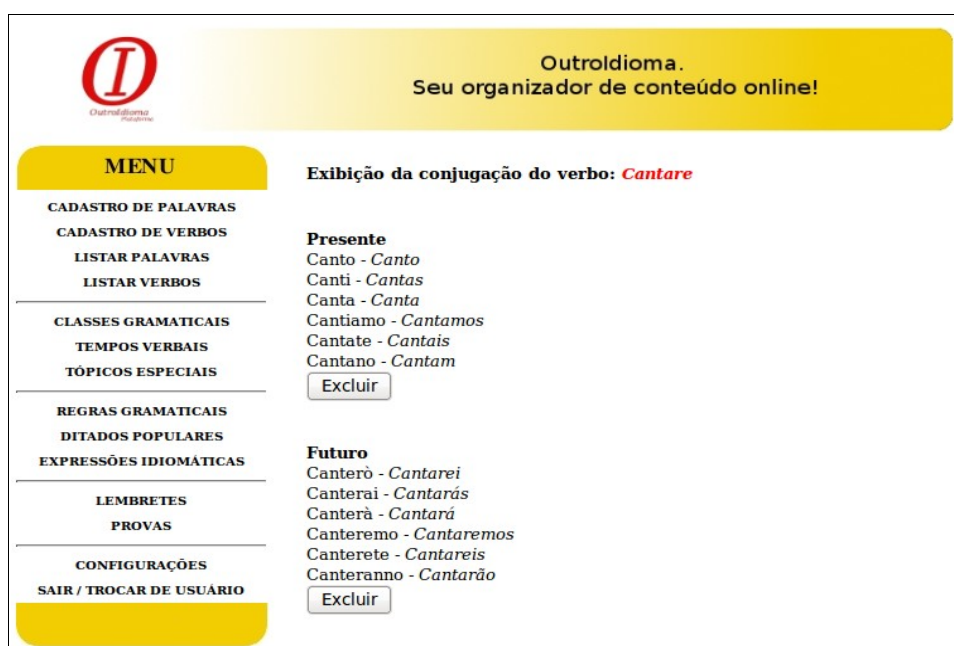 OI
OutroIdioma
Plataforma
OutroIdioma.
Seu organizador de conteúdo online!
MENU
CADASTRO DE PALAVRAS
CADASTRO DE VERBOS
LISTAR PALAVRAS
LISTAR VERBOS
CLASSES GRAMATICAIS
TEMPOS VERBAIS
TÓPICOS ESPECIAIS
REGRAS GRAMATICAIS
DITADOS POPULARES
EXPRESSÕES IDIOMÁTICAS
LEMBRETES
PROVAS
CONFIGURAÇÕES
SAIR / TROCAR DE USUÁRIO
Exibição da conjugação do verbo: Cantare
Presente
Canto - Canto
Canti - Cantas
Canta - Canta
Cantiamo - Cantamos
Cantate - Cantais
Cantano - Cantam
Excluir
Futuro
Canterò - Cantarei
Canterai - Cantarás
Canterà - Cantará
Canteremo - Cantaremos
Canterete - Cantareis
Canteranno - Cantarão
Excluir